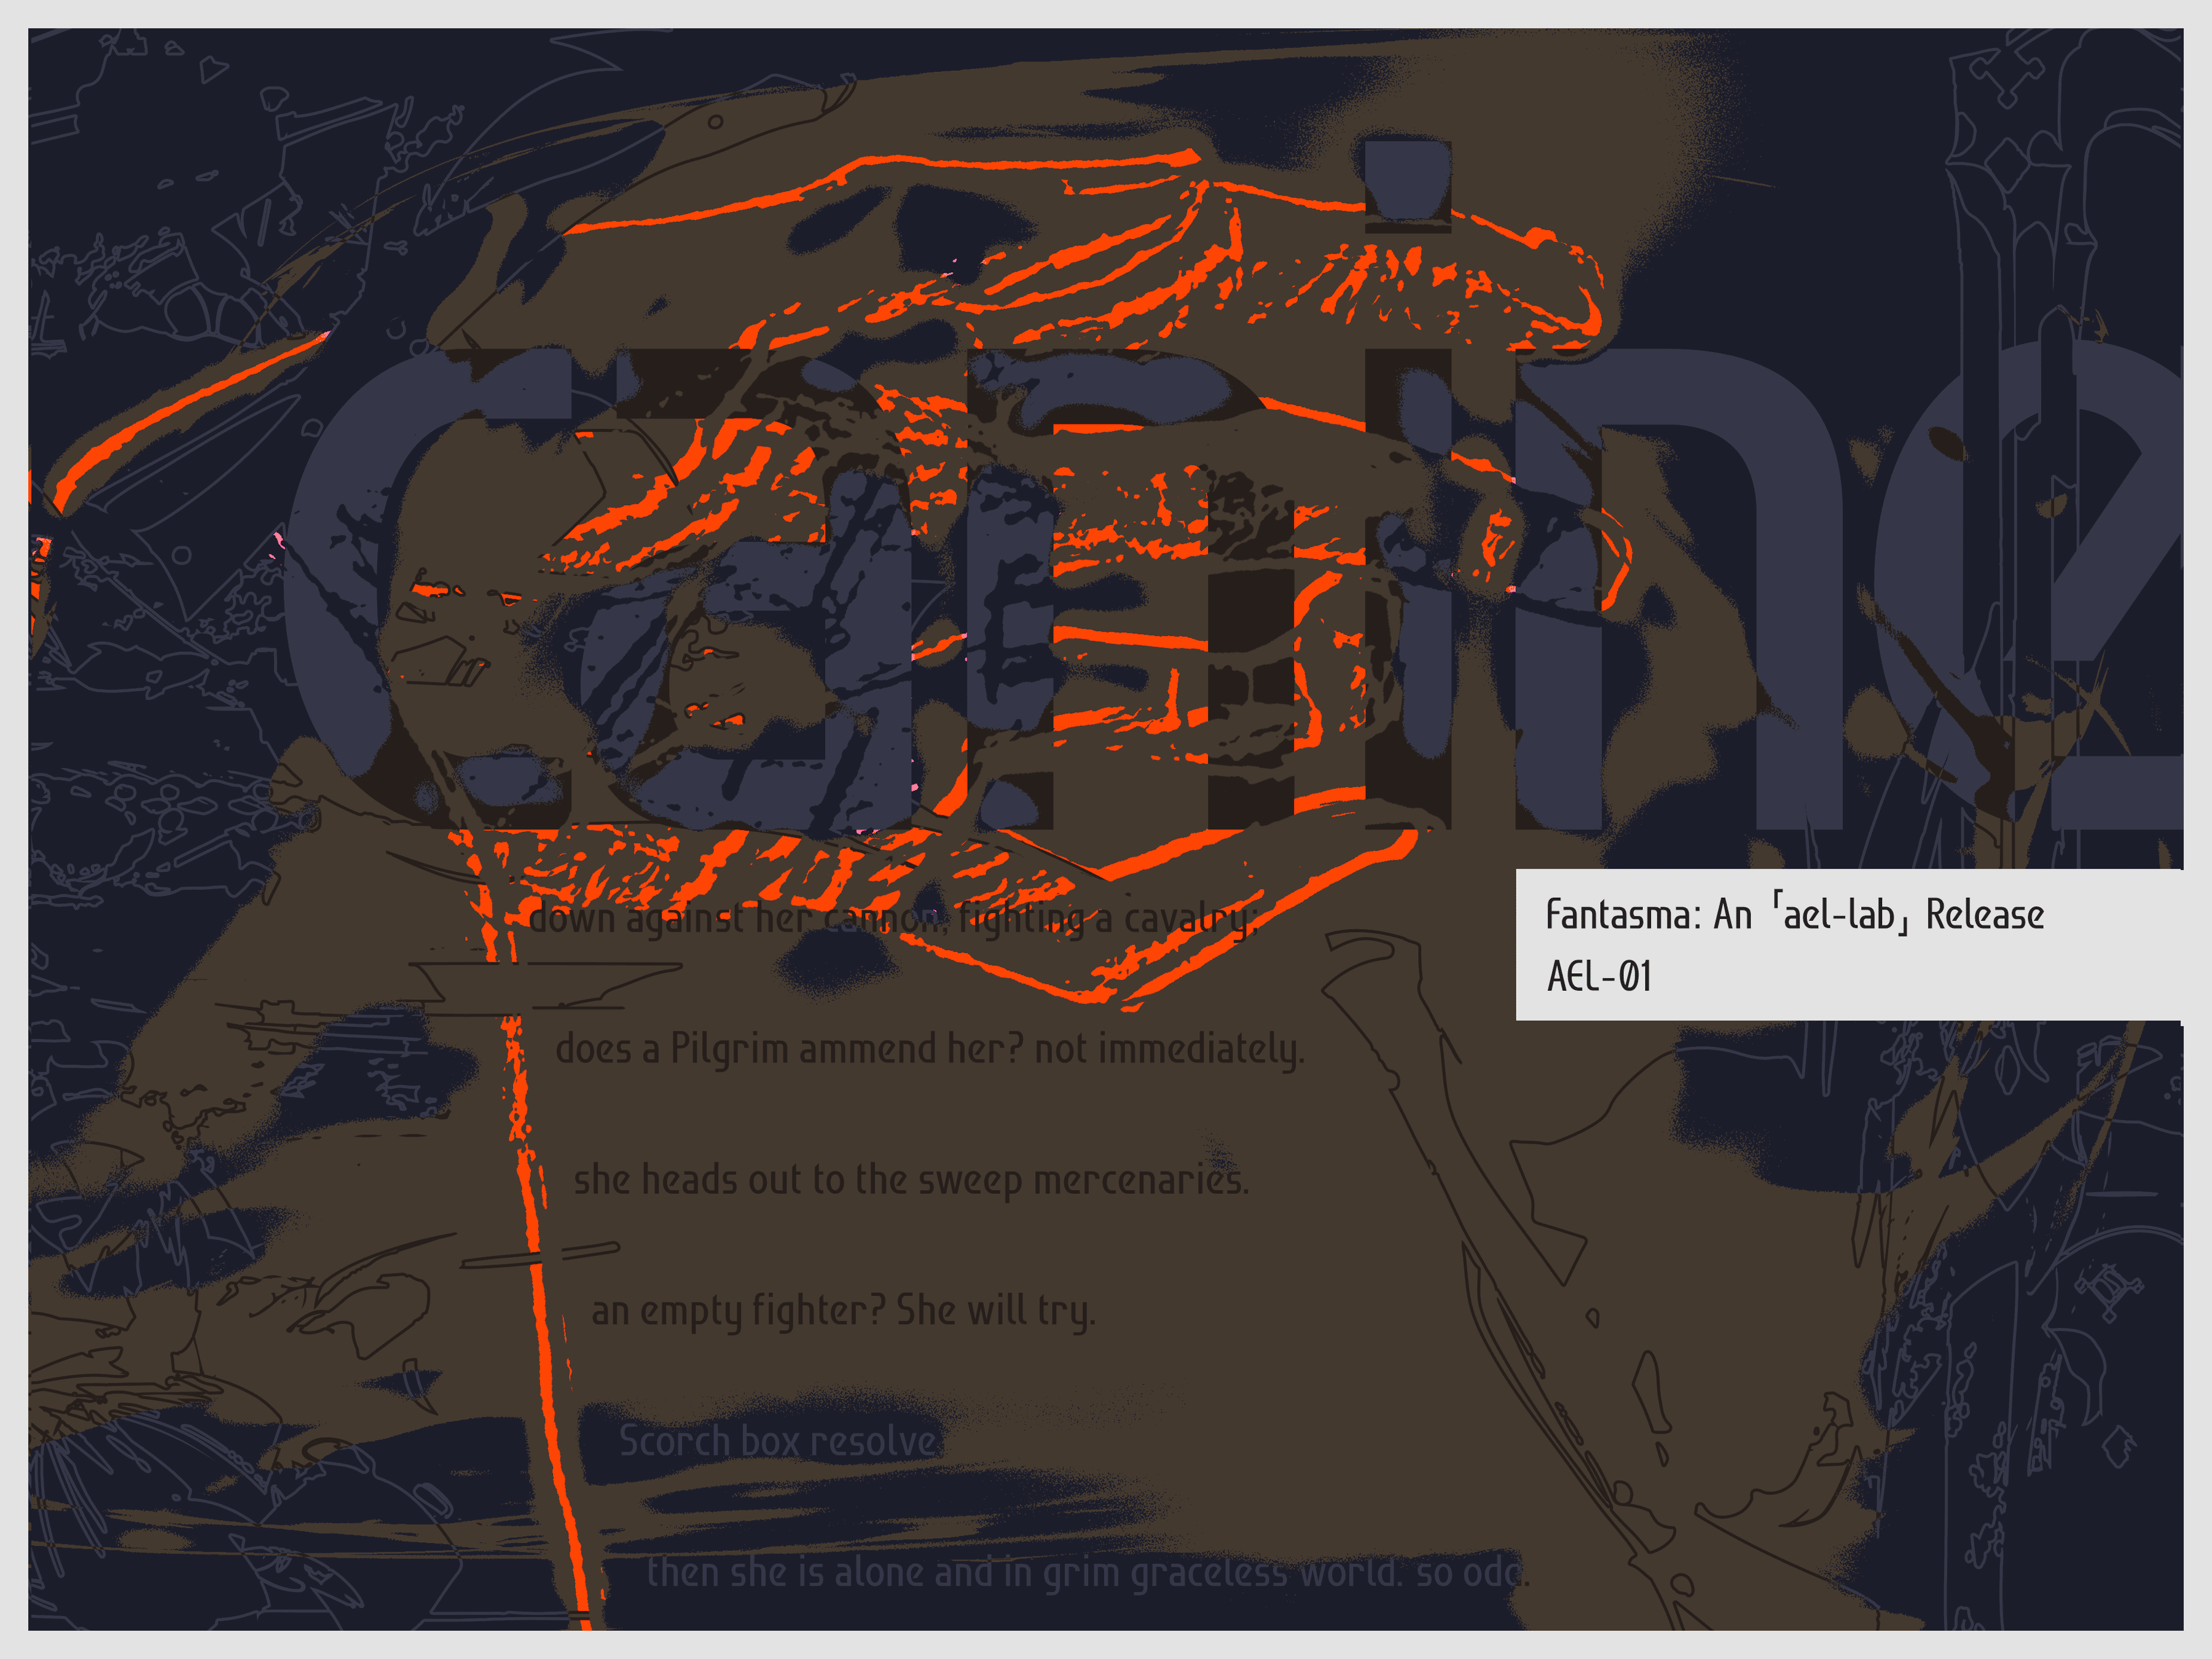 down against her cannon, fighting a cavalry;
Fantasma: An「ael-lab」Release
AEL-01
does a Pilgrim ammend her? not immediately.
she heads out to the sweep mercenaries.
an empty fighter? She will try.
Scorch box resolve
then she is alone and in grim graceless world. so odd.